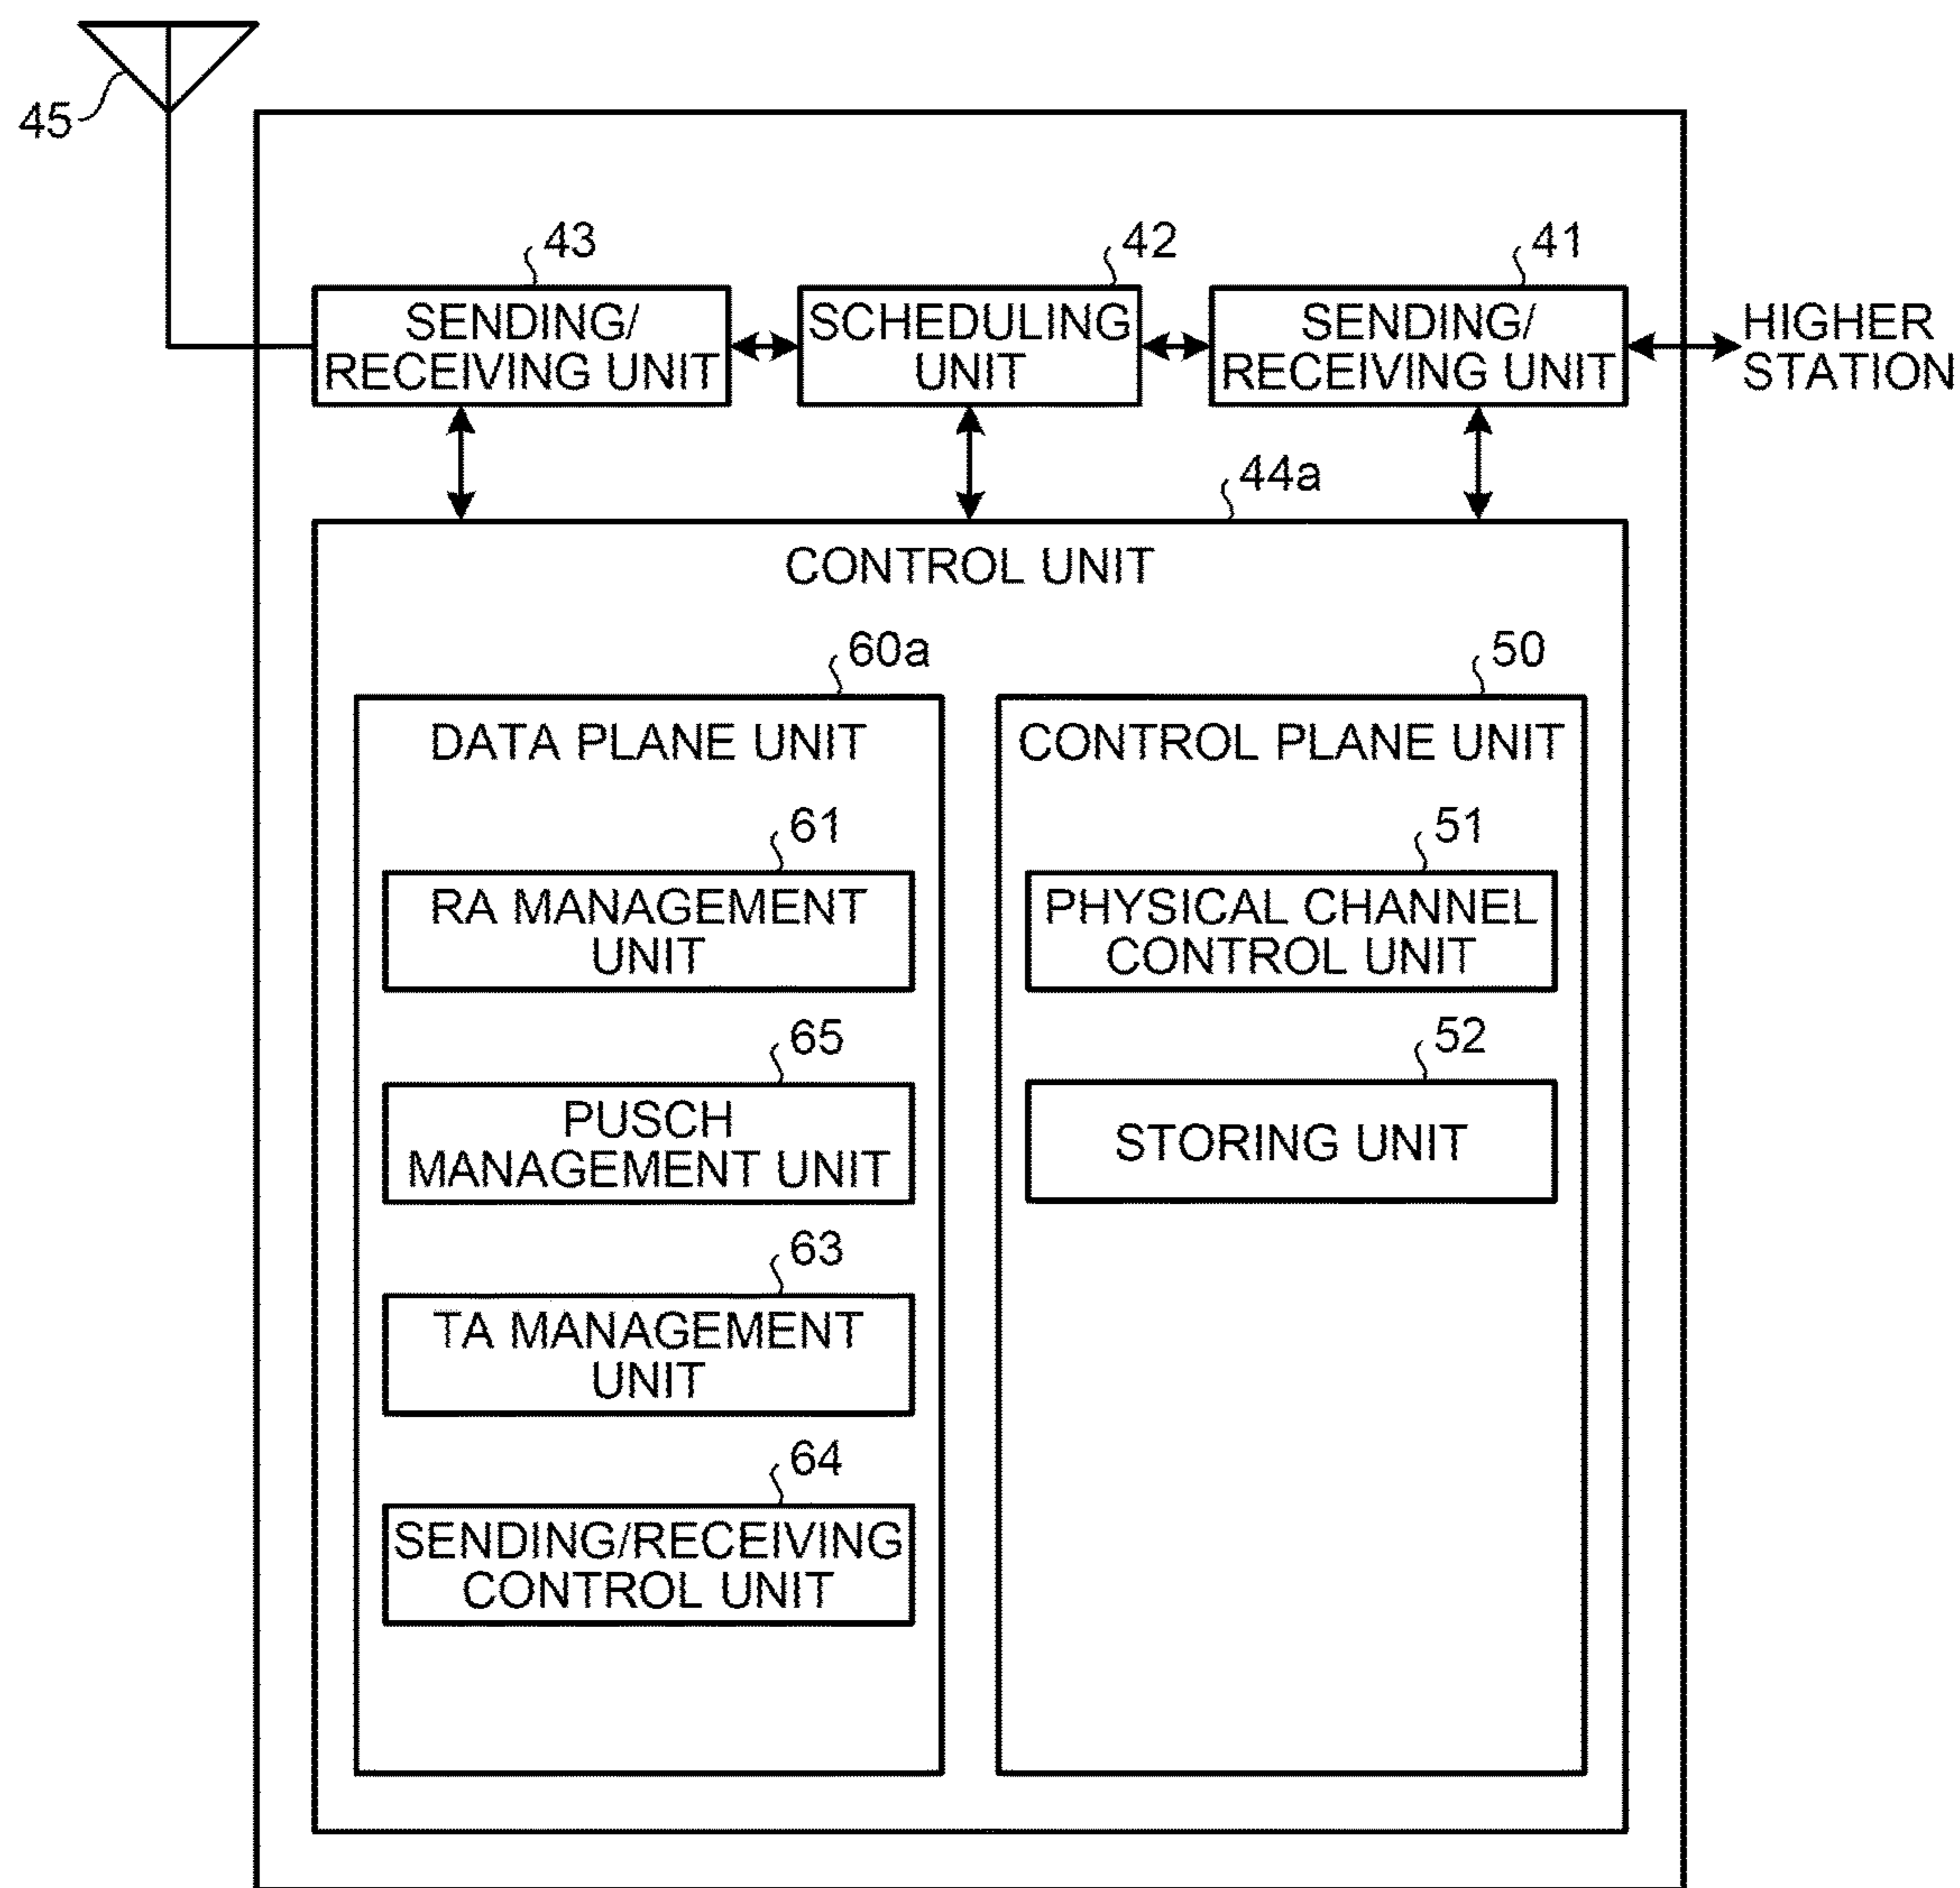 45
43
42
41
SENDING/
RECEIVING UNIT
SCHEDULING
UNIT
SENDING/
RECEIVING UNIT
HIGHER
STATION
44a
CONTROL UNIT
60a
DATA PLANE UNIT
61
RA MANAGEMENT
UNIT
65
PUSCH
MANAGEMENT UNIT
63
TA MANAGEMENT
UNIT
64
SENDING/RECEIVING
CONTROL UNIT
50
CONTROL PLANE UNIT
51
PHYSICAL CHANNEL
CONTROL UNIT
52
STORING UNIT